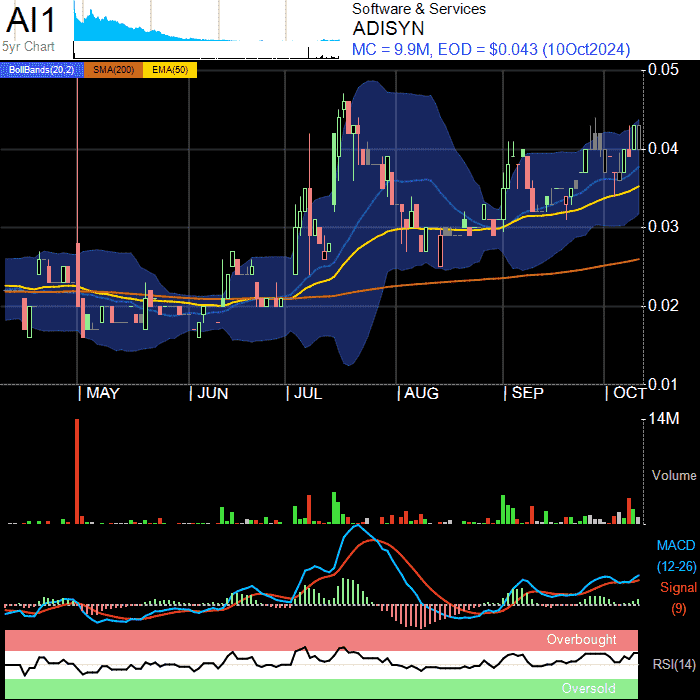 AI1
5yr Chart
Software & Services
ADISYN
MC = 9.9M, EOD = $0.043 (10Oct2024)
BollBands(20,2) SMA(200) EMA(50)
0.05
0.04
0.03
0.02
0.01
| MAY | JUN | JUL | AUG | SEP | OCT
14M
Volume
MACD
(12-26)
Signal
(9)
Overbought
RSI(14)
Oversold